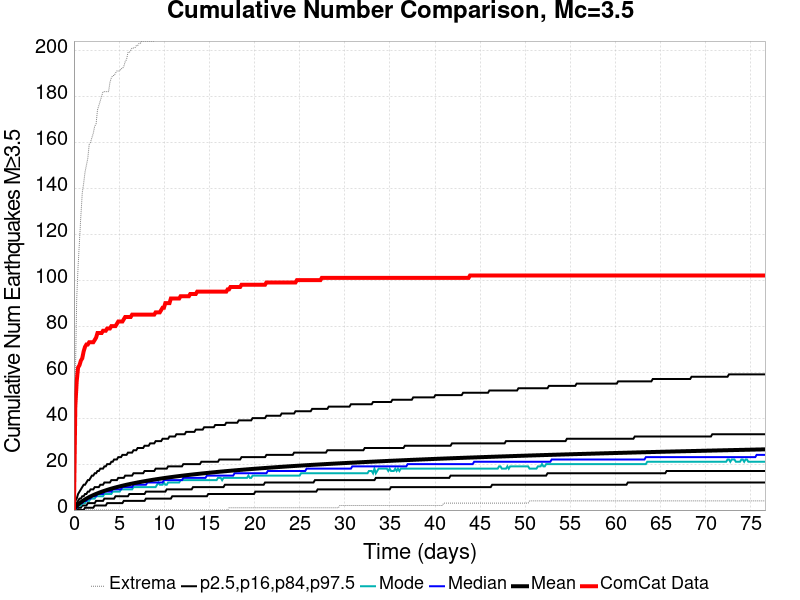 Cumulative Number Comparison, Mc=3.5
Cumulative Num Earthquakes M≥3.5
200
180
160
140
120
100
80
60
40
20
0
0 5 10 15 20 25 30 35 40 45 50 55 60 65 70 75
Time (days)
Extrema p2.5,p16,p84,p97.5 Mode Median Mean ComCat Data